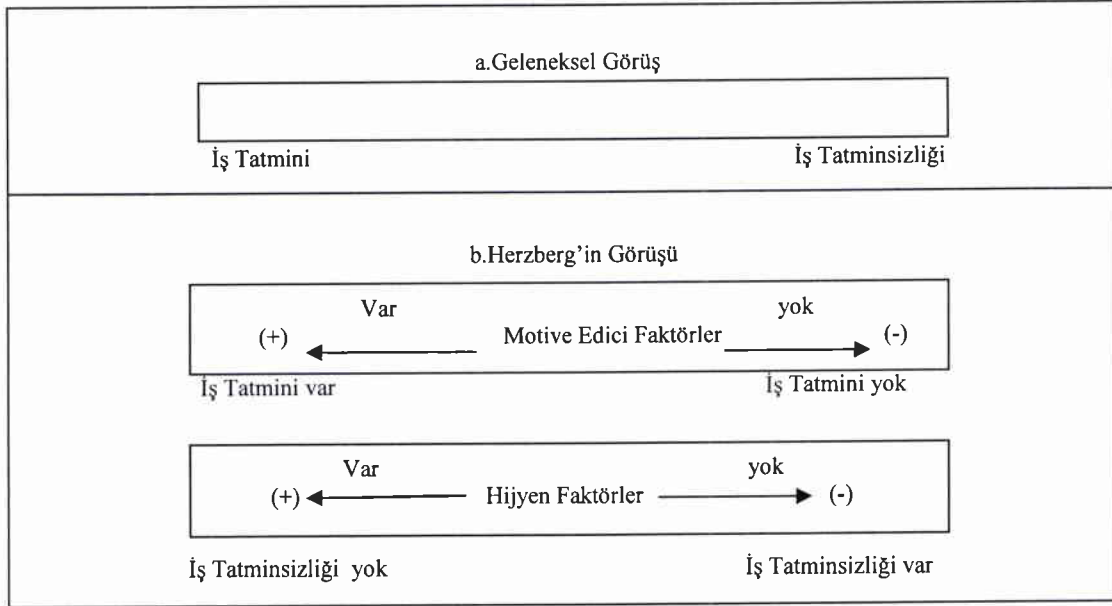 a.Geleneksel Görüş
İş Tatmini İş Tatminsizliği
b.Herzberg'in Görüşü
Var yok
(+) Motive Edici Faktörler (-)
İş Tatmini var İş Tatmini yok
Var yok
(+) Hijyen Faktörler (-)
İş Tatminsizliği yok İş Tatminsizliği var